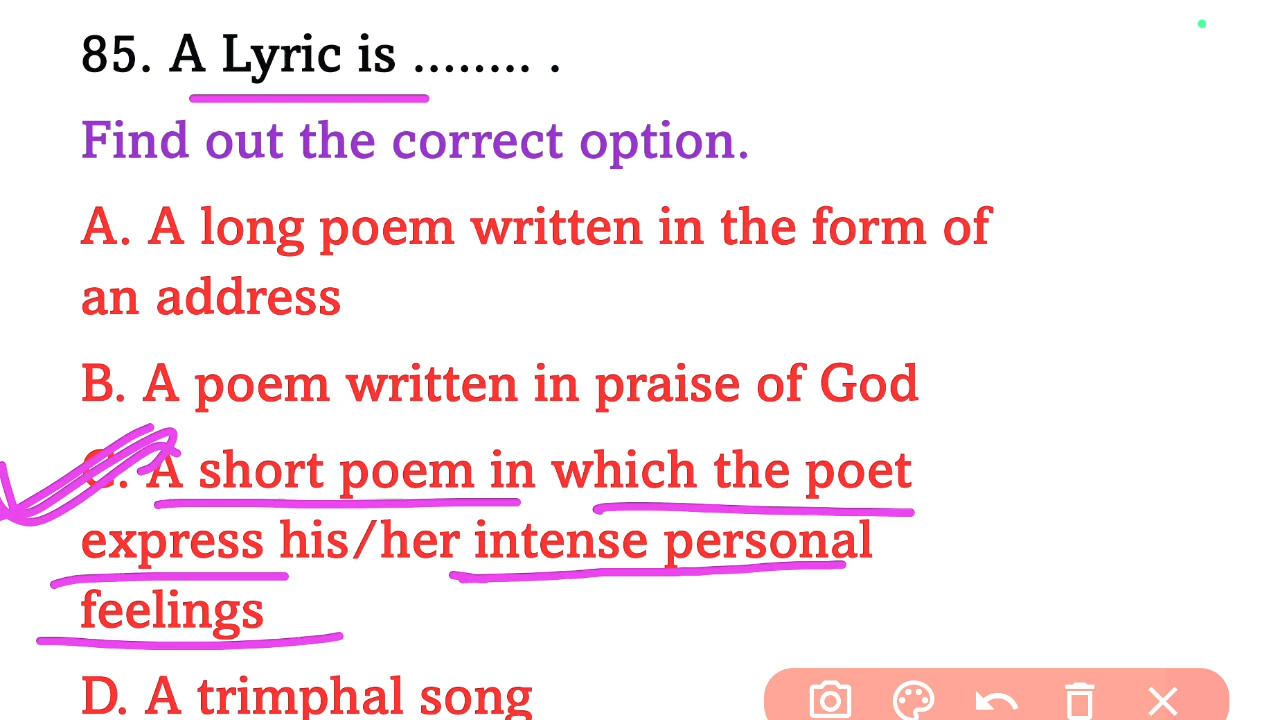 85. A Lyric is ........ .
Find out the correct option.
A. A long poem written in the form of
an address
B. A poem written in praise of God
C. A short poem in which the poet
express his/her intense personal
feelings
D. A trimphal song